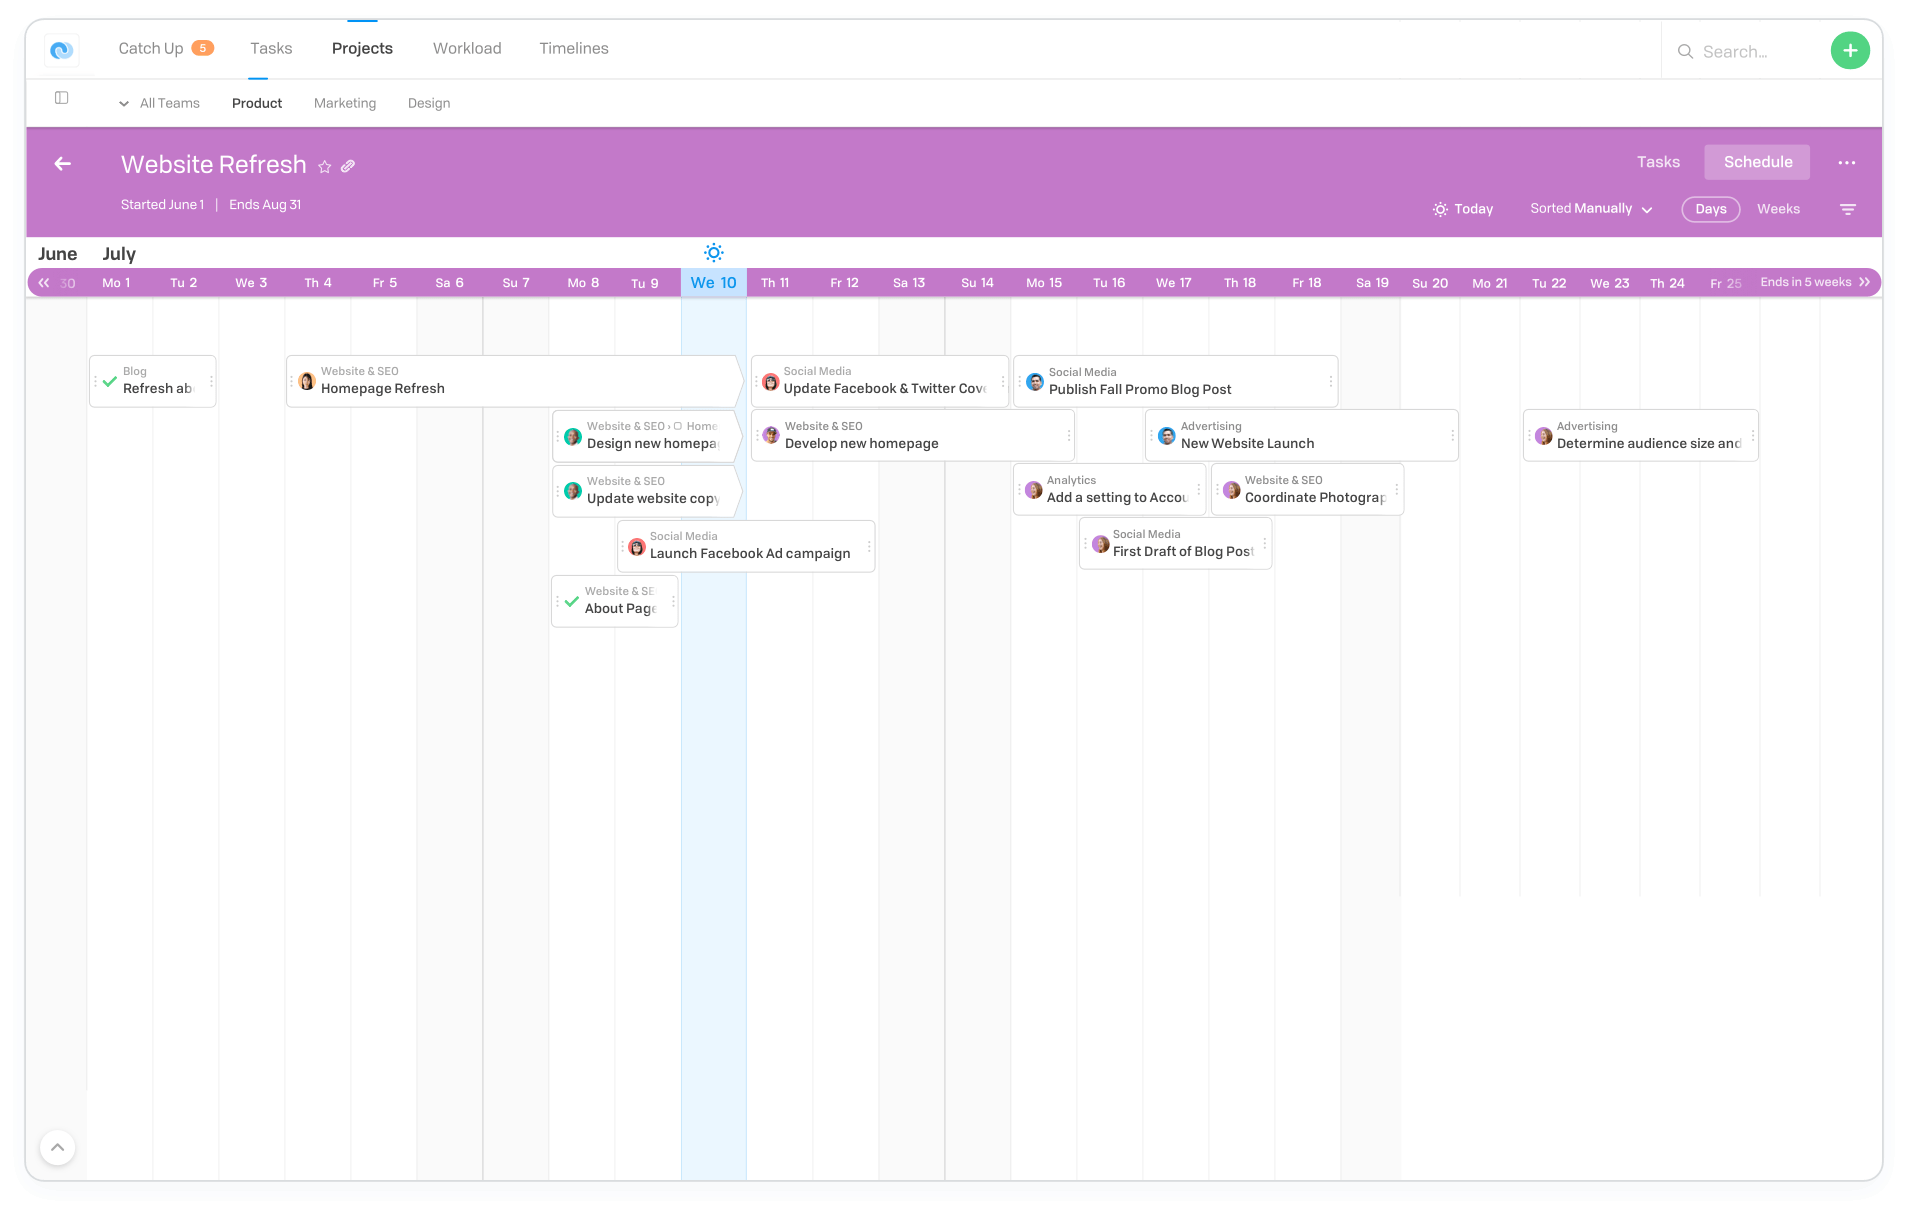 Catch Up 5 Tasks Projects Workload Timelines Search...
All Teams Product Marketing Design
Website Refresh Tasks Schedule
Started June 1 | Ends Aug 31 Today Sorted Manually Days Weeks
June July
30 Mo 1 Tu 2 We 3 Th 4 Fr 5 Sa 6 Su 7 Mo 8 Tu 9 We 10 Th 11 Fr 12 Sa 13 Su 14 Mo 15 Tu 16 We 17 Th 18 Fr 18 Sa 19 Su 20 Mo 21 Tu 22 We 23 Th 24 Fr 25 Ends in 5 weeks
Blog
Refresh ab
Website & SEO
Homepage Refresh
Social Media
Update Facebook & Twitter Cove
Social Media
Publish Fall Promo Blog Post
Website & SEO › Home
Design new homepa
Website & SEO
Develop new homepage
Advertising
New Website Launch
Advertising
Determine audience size and
Website & SEO
Update website copy
Analytics
Add a setting to Accou
Website & SEO
Coordinate Photograp
Social Media
Launch Facebook Ad campaign
Social Media
First Draft of Blog Post
Website & SE
About Page